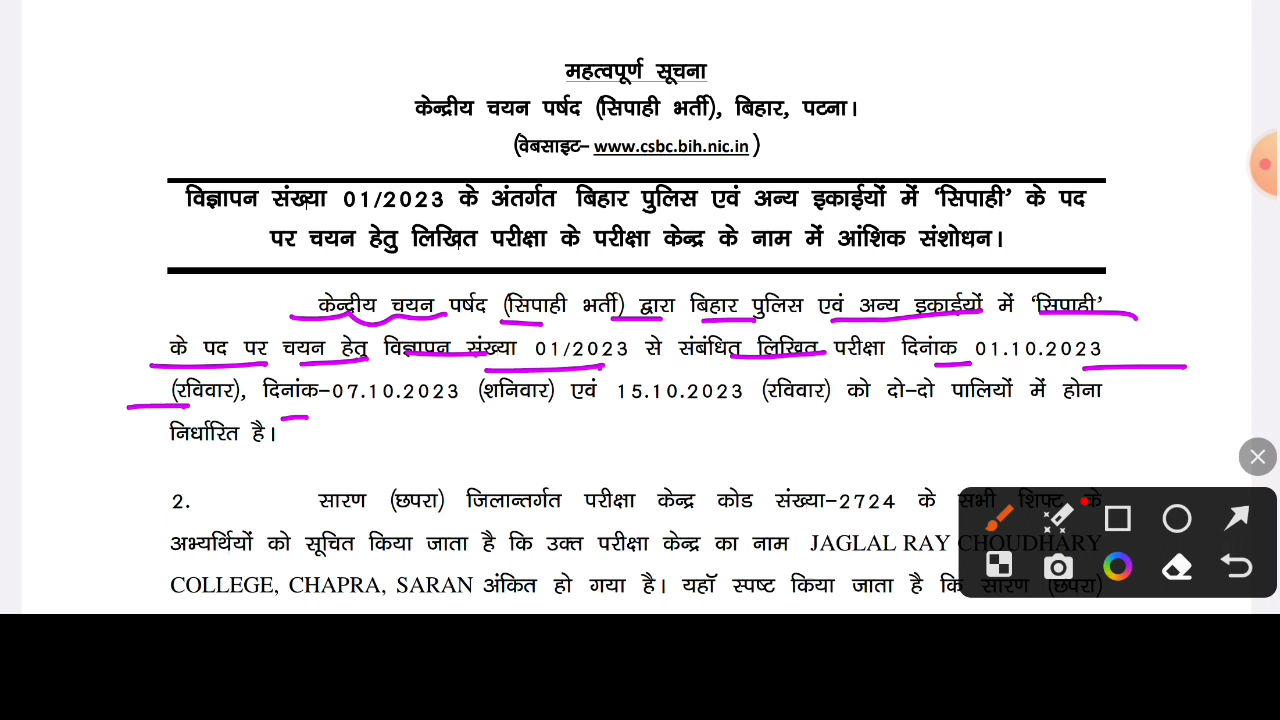 महत्वपूर्ण सूचना
केन्द्रीय चयन पर्षद (सिपाही भर्ती), बिहार, पटना।
(वेबसाइट– www.csbc.bih.nic.in )
विज्ञापन संख्या 01/2023 के अंतर्गत बिहार पुलिस एवं अन्य इकाईयों में ‘सिपाही’ के पद
पर चयन हेतु लिखित परीक्षा के परीक्षा केन्द्र के नाम में आंशिक संशोधन।
केन्द्रीय चयन पर्षद (सिपाही भर्ती) द्वारा बिहार पुलिस एवं अन्य इकाईयों में ‘सिपाही’
के पद पर चयन हेतु विज्ञापन संख्या 01/2023 से संबंधित लिखित परीक्षा दिनांक 01.10.2023
(रविवार), दिनांक–07.10.2023 (शनिवार) एवं 15.10.2023 (रविवार) को दो–दो पालियों में होना
निर्धारित है।
2. सारण (छपरा) जिलान्तर्गत परीक्षा केन्द्र कोड संख्या–2724 के सभी शिफ्ट के
अभ्यर्थियों को सूचित किया जाता है कि उक्त परीक्षा केन्द्र का नाम JAGLAL RAY CHOUDHARY
COLLEGE, CHAPRA, SARAN अंकित हो गया है। यहाँ स्पष्ट किया जाता है कि सारण (छपरा)